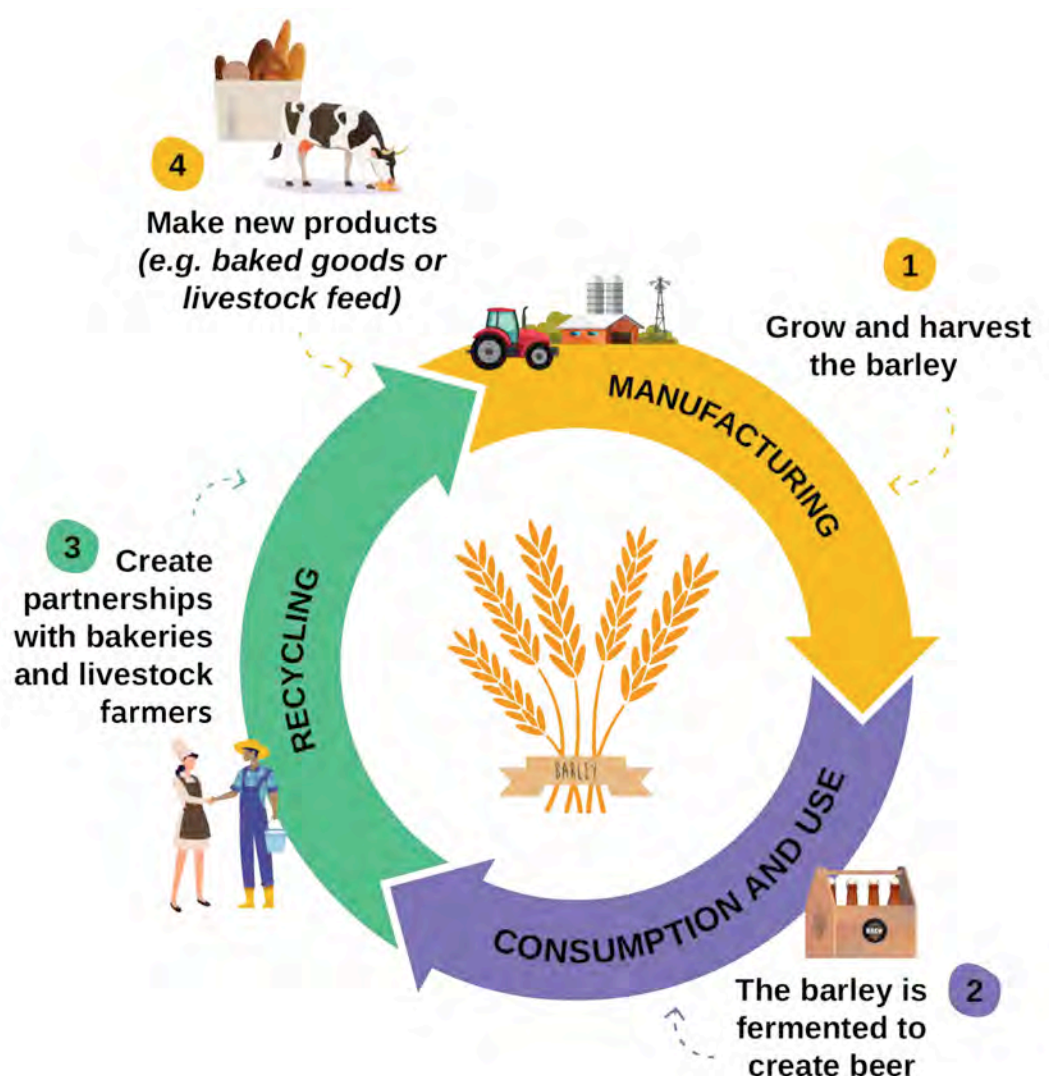 4
Make new products
(e.g. baked goods or
livestock feed)
1
Grow and harvest
the barley
MANUFACTURING
3 Create
partnerships
with bakeries
and livestock
farmers
RECYCLING
BARLEY
CONSUMPTION AND USE
The barley is 2
fermented to
create beer